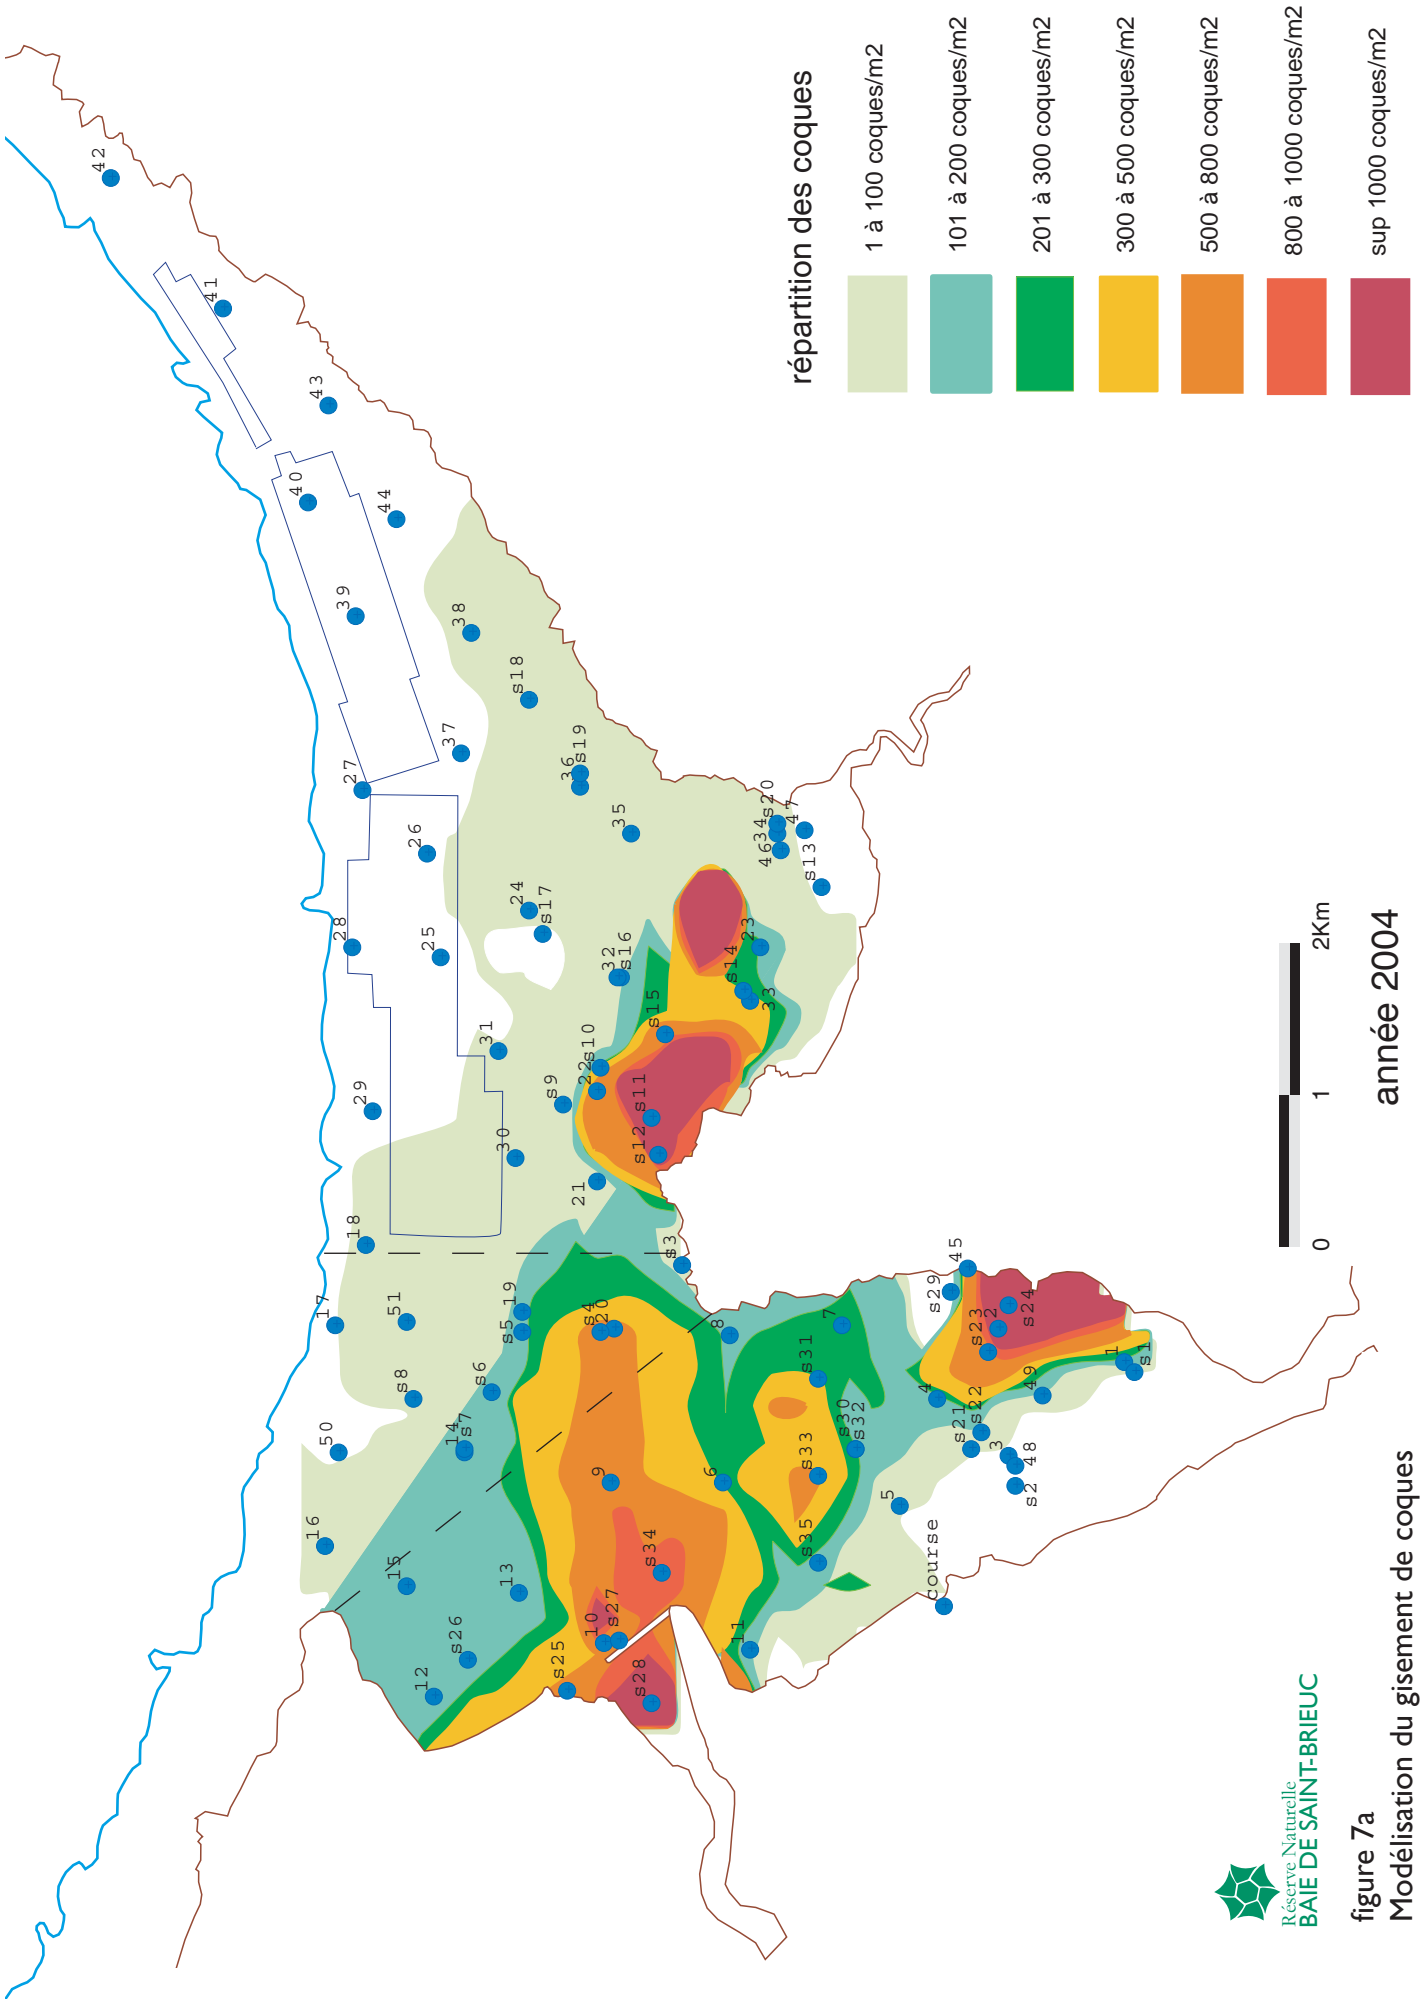 répartition des coques
1 à 100 coques/m2
101 à 200 coques/m2
201 à 300 coques/m2
300 à 500 coques/m2
500 à 800 coques/m2
800 à 1000 coques/m2
sup 1000 coques/m2
42
41
43
40
44
39
38
s18
37
27
s19
36
26
35
s20
34
47
46
s13
24
s17
28
25
23
32
s16
s14
33
s15
31
s10
22
29
s9
s11
s12
30
21
18
s3
45
17
51
19
s5
s4
20
8
7
s29
s24
2
s23
s31
1
s1
s8
s6
4
49
50
14
s7
s30
s32
s21
s22
3
48
s2
9
6
s33
5
16
15
13
s34
s35
course
10
s27
11
s26
12
s25
s28
0
1
2Km
année 2004
Réserve Naturelle
BAIE DE SAINT-BRIEUC
figure 7a
Modélisation du gisement de coques